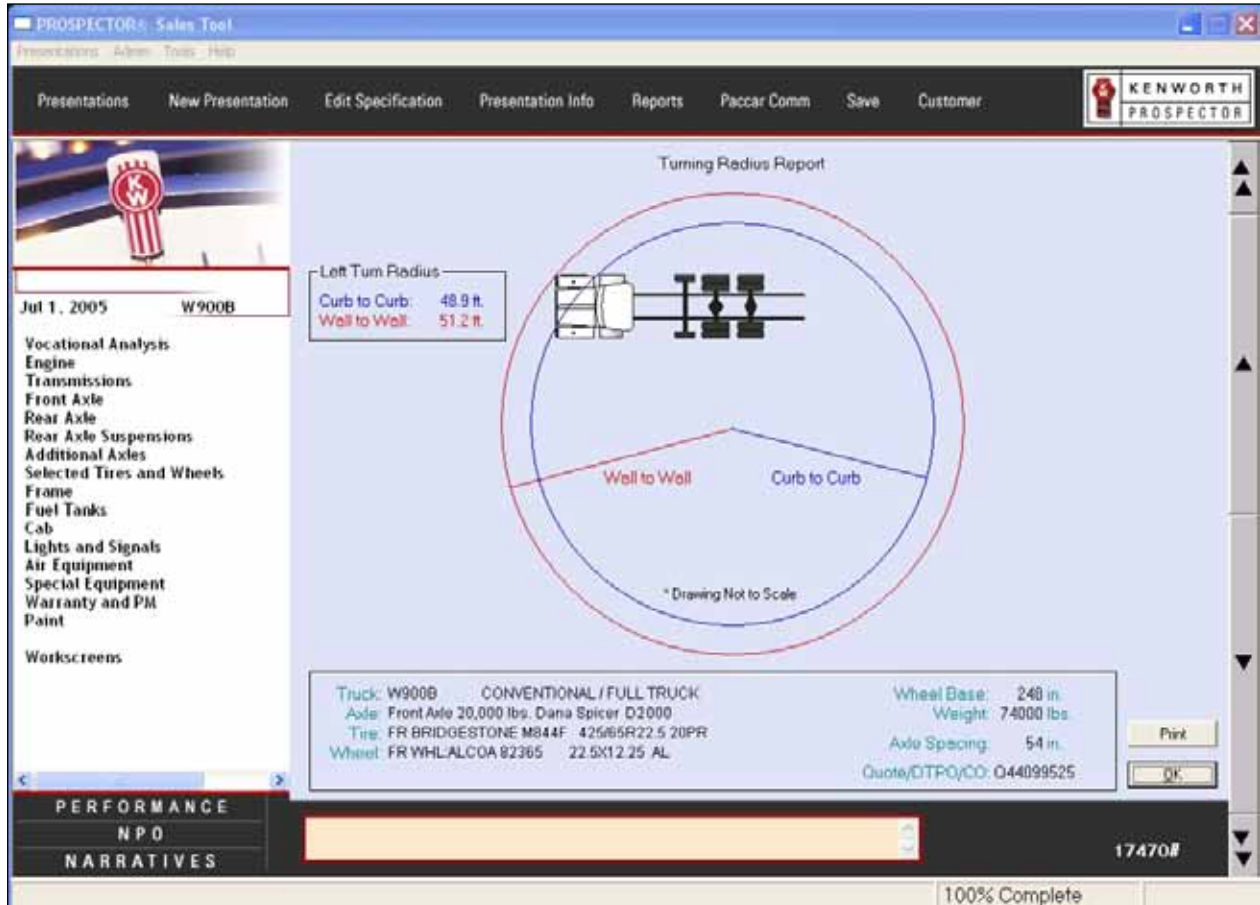 PROSPECTOR® Sales Tool
Presentations Admin Tools Help
Presentations New Presentation Edit Specification Presentation Info Reports Paccar Comm Save Customer
KENWORTH
PROSPECTOR
KW
Jul 1, 2005 W900B
Vocational Analysis
Engine
Transmissions
Front Axle
Rear Axle
Rear Axle Suspensions
Additional Axles
Selected Tires and Wheels
Frame
Fuel Tanks
Cab
Lights and Signals
Air Equipment
Special Equipment
Warranty and PM
Paint
Workscreens
PERFORMANCE
NPO
NARRATIVES
Turning Radius Report
Left Turn Radius
Curb to Curb: 48.9 ft.
Wall to Wall: 51.2 ft.
Wall to Wall
Curb to Curb
* Drawing Not to Scale
Truck: W900B CONVENTIONAL / FULL TRUCK
Axle: Front Axle 20,000 lbs. Dana Spicer D2000
Tire: FR BRIDGESTONE M844F 425/65R22.5 20PR
Wheel: FR WHL:ALCOA 82365 22.5X12.25 AL
Wheel Base: 248 in.
Weight: 74000 lbs.
Axle Spacing: 54 in.
Quote/DTPO/CO: Q44099525
Print
OK
17470#
100% Complete